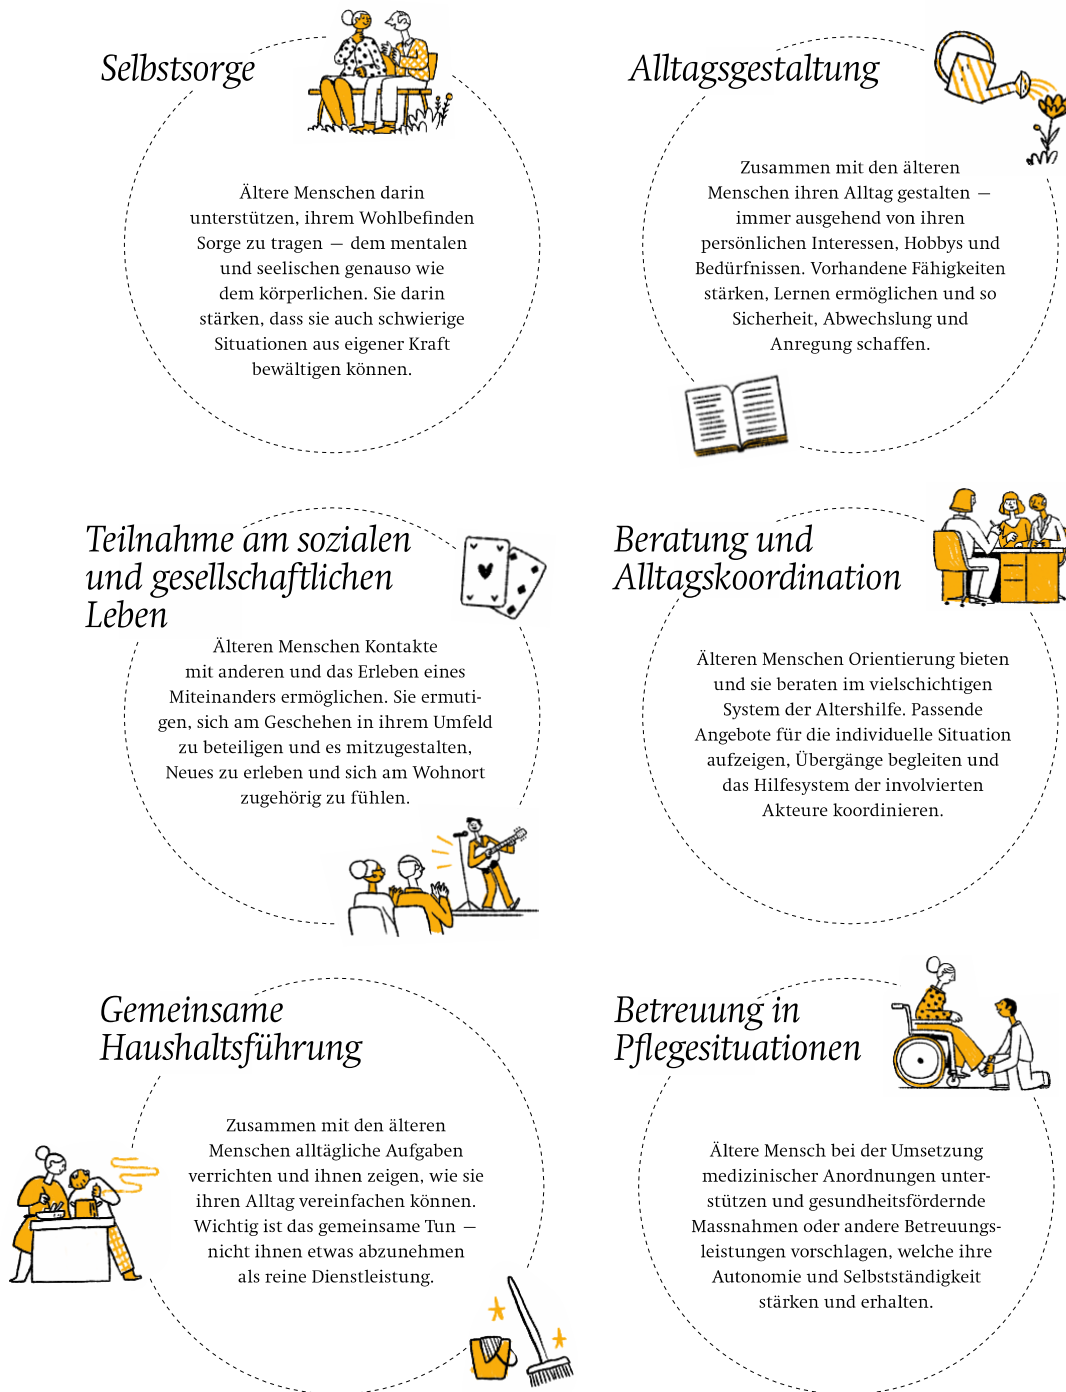 Selbstsorge
Ältere Menschen darin
unterstützen, ihrem Wohlbefinden
Sorge zu tragen — dem mentalen
und seelischen genauso wie
dem körperlichen. Sie darin
stärken, dass sie auch schwierige
Situationen aus eigener Kraft
bewältigen können.
Alltagsgestaltung
Zusammen mit den älteren
Menschen ihren Alltag gestalten —
immer ausgehend von ihren
persönlichen Interessen, Hobbys und
Bedürfnissen. Vorhandene Fähigkeiten
stärken, Lernen ermöglichen und so
Sicherheit, Abwechslung und
Anregung schaffen.
Teilnahme am sozialen
und gesellschaftlichen
Leben
Älteren Menschen Kontakte
mit anderen und das Erleben eines
Miteinanders ermöglichen. Sie ermuti-
gen, sich am Geschehen in ihrem Umfeld
zu beteiligen und es mitzugestalten,
Neues zu erleben und sich am Wohnort
zugehörig zu fühlen.
Beratung und
Alltagskoordination
Älteren Menschen Orientierung bieten
und sie beraten im vielschichtigen
System der Altershilfe. Passende
Angebote für die individuelle Situation
aufzeigen, Übergänge begleiten und
das Hilfesystem der involvierten
Akteure koordinieren.
Gemeinsame
Haushaltsführung
Zusammen mit den älteren
Menschen alltägliche Aufgaben
verrichten und ihnen zeigen, wie sie
ihren Alltag vereinfachen können.
Wichtig ist das gemeinsame Tun —
nicht ihnen etwas abzunehmen
als reine Dienstleistung.
Betreuung in
Pflegesituationen
Ältere Mensch bei der Umsetzung
medizinischer Anordnungen unter-
stützen und gesundheitsfördernde
Massnahmen oder andere Betreuungs-
leistungen vorschlagen, welche ihre
Autonomie und Selbstständigkeit
stärken und erhalten.